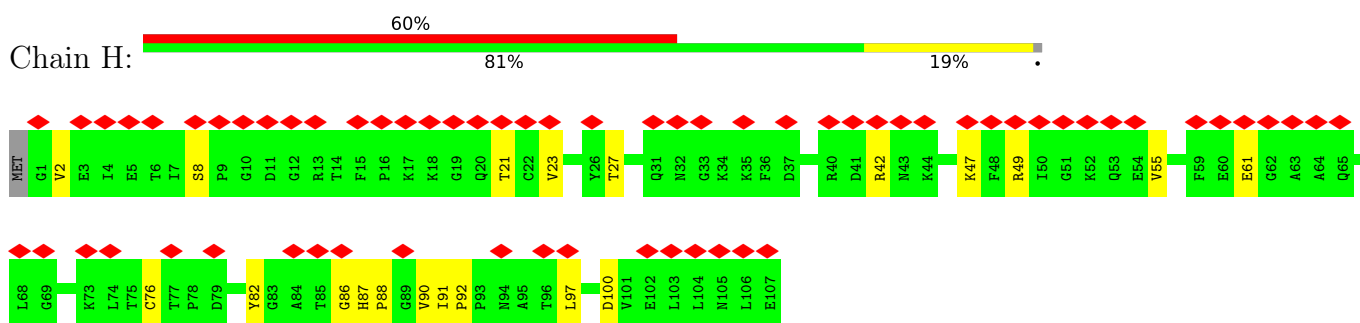 60%
Chain H:
81% 19% •
MET G1 V2 E3 I4 E5 T6 I7 S8 P9 G10 D11 G12 R13 T14 F15 P16 K17 K18 G19 Q20 T21 C22 V23 Y26 T27 Q31 N32 G33 K34 K35 F36 D37 R40 D41 R42 N43 K44 K47 F48 R49 I50 G51 K52 Q53 E54 V55 F59 E60 E61 G62 A63 A64 Q65
L68 G69 K73 L74 T75 C76 T77 P78 D79 Y82 G83 A84 T85 G86 H87 P88 G89 V90 I91 P92 P93 N94 A95 T96 L97 D100 V101 E102 L103 L104 N105 L106 E107